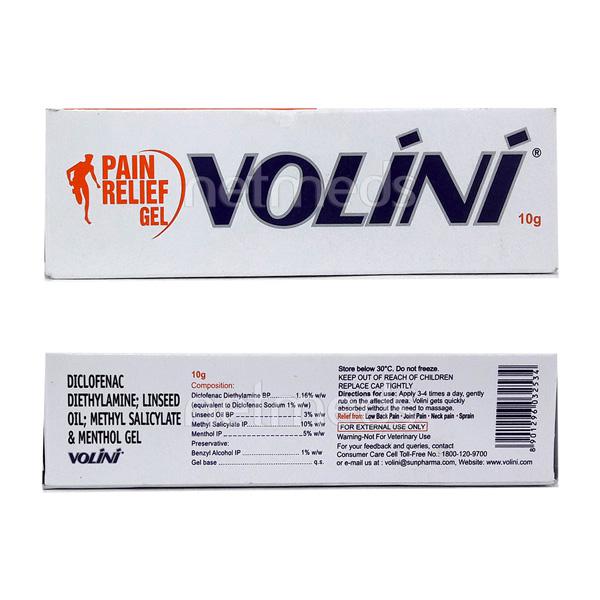 PAIN
RELIEF
GEL
VOLINI®
10g
netmeds
DICLOFENAC
DIETHYLAMINE; LINSEED
OIL; METHYL SALICYLATE
& MENTHOL GEL
VOLINI
10g
Composition:
Diclofenac Diethylamine BP........1.16% w/w
(equivalent to Diclofenac Sodium 1% w/w)
Linseed Oil BP ........ 3% w/w
Methyl Salicylate IP ........ 10% w/w
Menthol IP ........ 5% w/w
Preservative:
Benzyl Alcohol IP ........ 1% w/w
Gel base ........ q.s.
Store below 30°C. Do not freeze.
KEEP OUT OF REACH OF CHILDREN
REPLACE CAP TIGHTLY
Directions for use: Apply 3-4 times a day, gently
rub on the affected area. Volini gets quickly
absorbed without the need to massage.
Relief from: Low Back Pain - Joint Pain - Neck pain - Sprain
FOR EXTERNAL USE ONLY
Warning-Not For Veterinary Use
For feedback, please contact:
Consumer Care Cell Toll-Free No.: 1800-120-9700
or e-mail us at : volini@sunpharma.com, Website: www.volini.com
8901296032534
netmeds